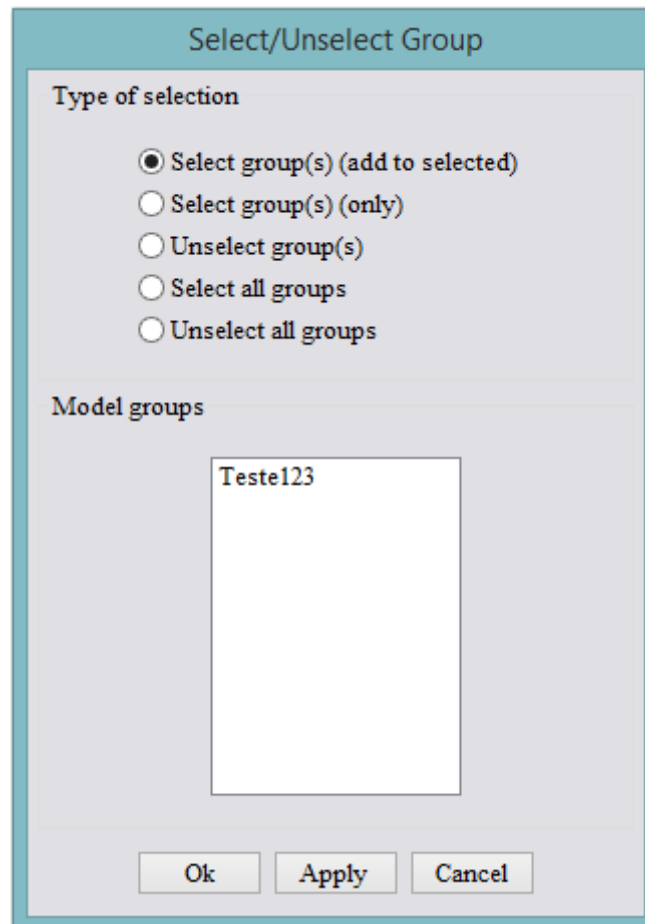 Select/Unselect Group
Type of selection
Select group(s) (add to selected)
Select group(s) (only)
Unselect group(s)
Select all groups
Unselect all groups
Model groups
Teste123
Ok Apply Cancel